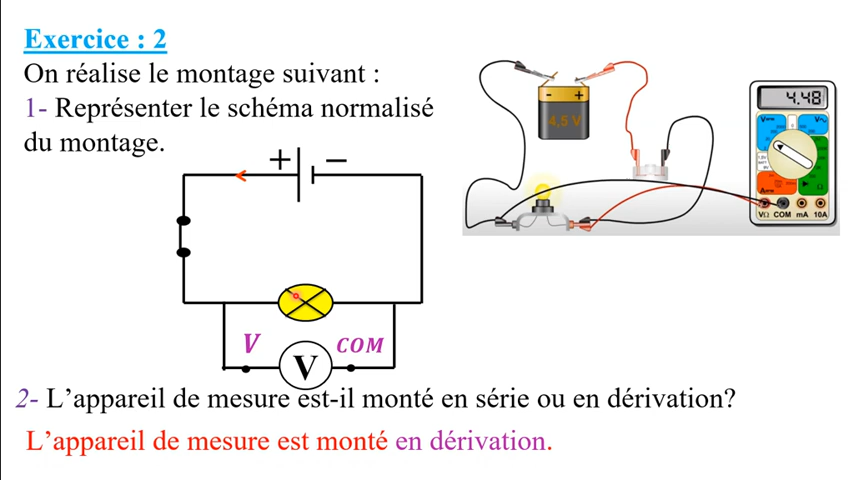 Exercice : 2
On réalise le montage suivant :
1- Représenter le schéma normalisé
du montage.
+ −
V COM
V
2- L’appareil de mesure est-il monté en série ou en dérivation?
L’appareil de mesure est monté en dérivation.
- +
4,5 V
4.48
VΩ COM mA 10A